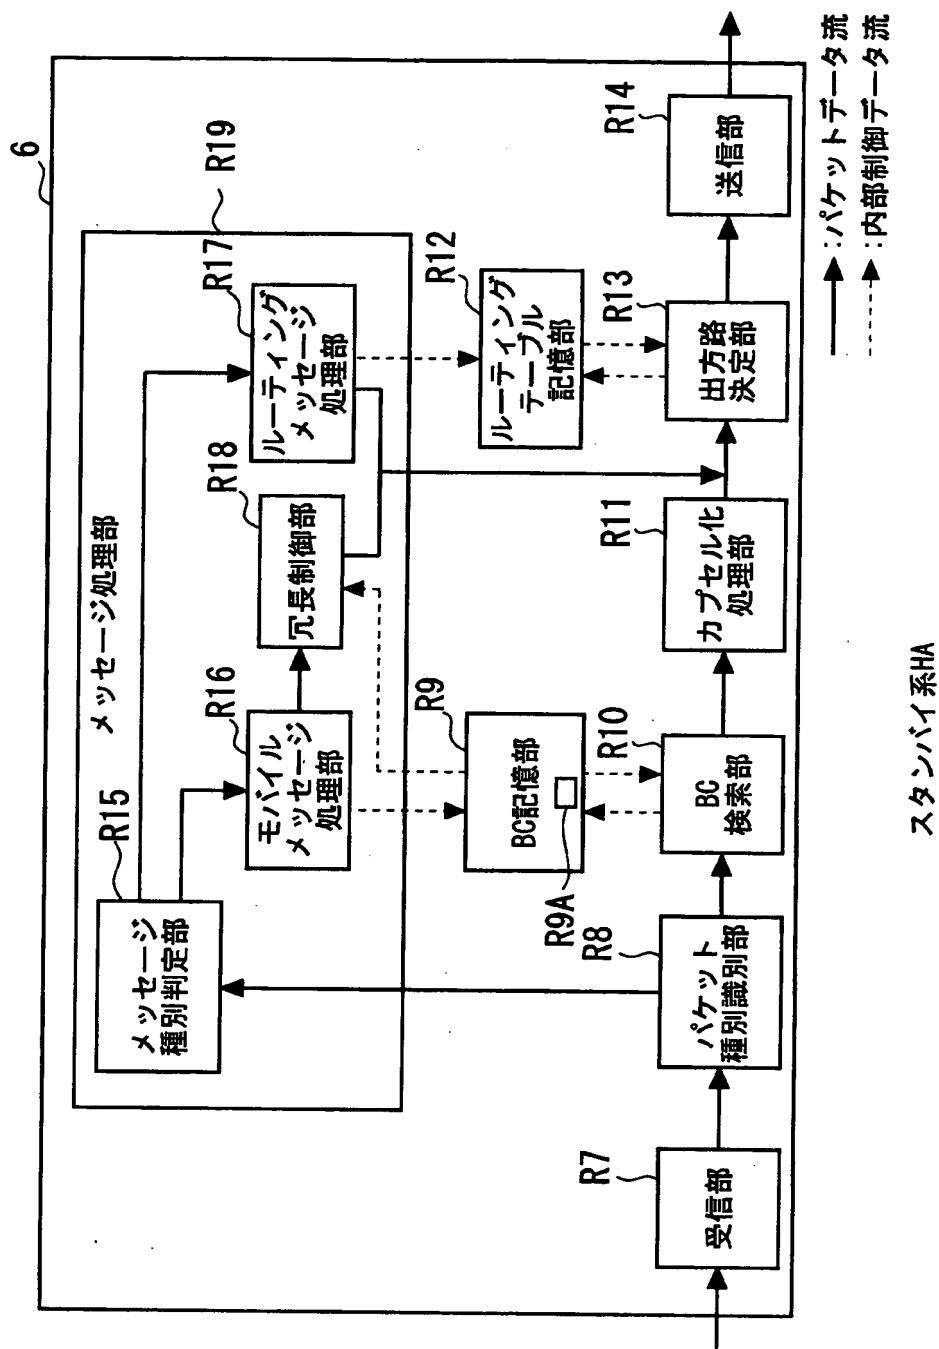 6
R19
メッセージ処理部
R15
メッセージ
種別判定部
R16
モバイル
メッセージ
処理部
R18
冗長制御部
R17
ルーティング
メッセージ
処理部
R9
BC記憶部
R9A
R12
ルーティング
テーブル
記憶部
R7
受信部
R8
パケット
種別識別部
R10
BC
検索部
R11
カプセル化
処理部
R13
出方路
決定部
R14
送信部
:パケットデータ流
:内部制御データ流
スタンバイ系HA